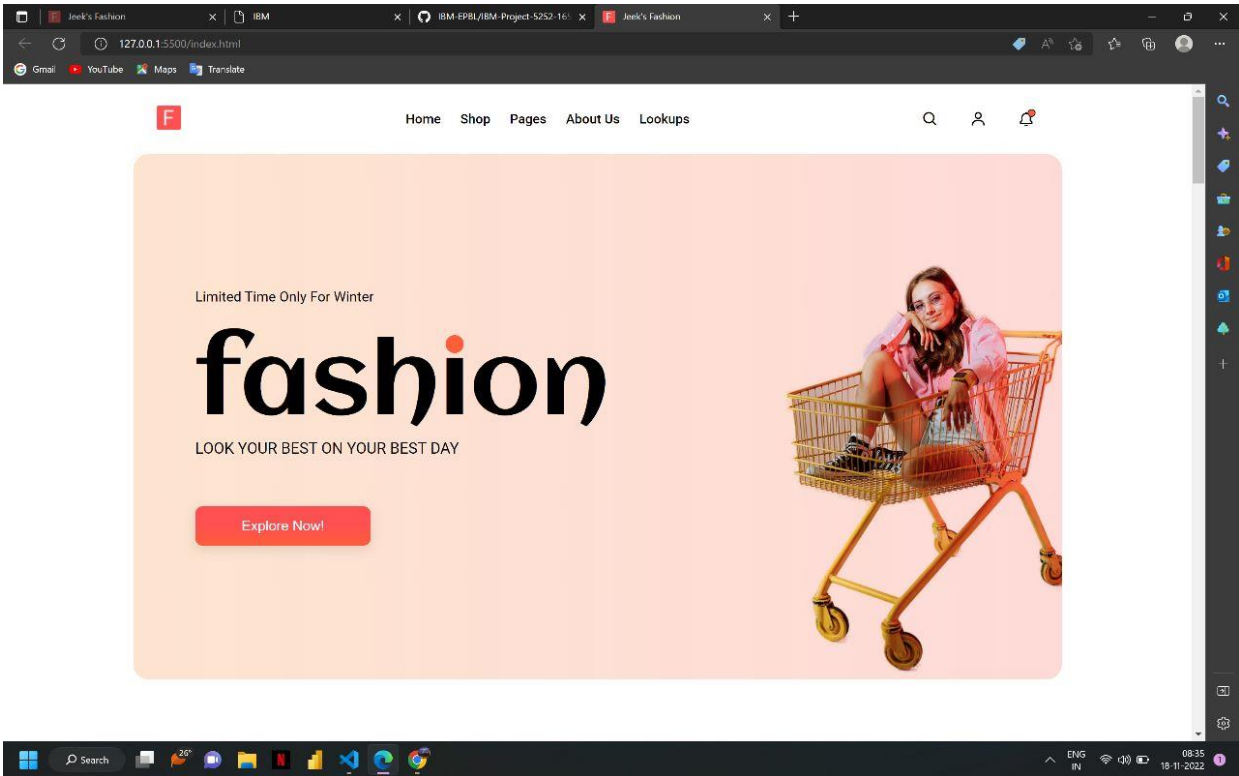 Jeek's Fashion
IBM
IBM-EPBL/IBM-Project-5252-165
Jeek's Fashion
127.0.0.1:5500/index.html
Gmail YouTube Maps Translate
F Home Shop Pages About Us Lookups
Limited Time Only For Winter
fashion
LOOK YOUR BEST ON YOUR BEST DAY
Explore Now!
Search 26° N ENG 08:35
IN 18-11-2022 1